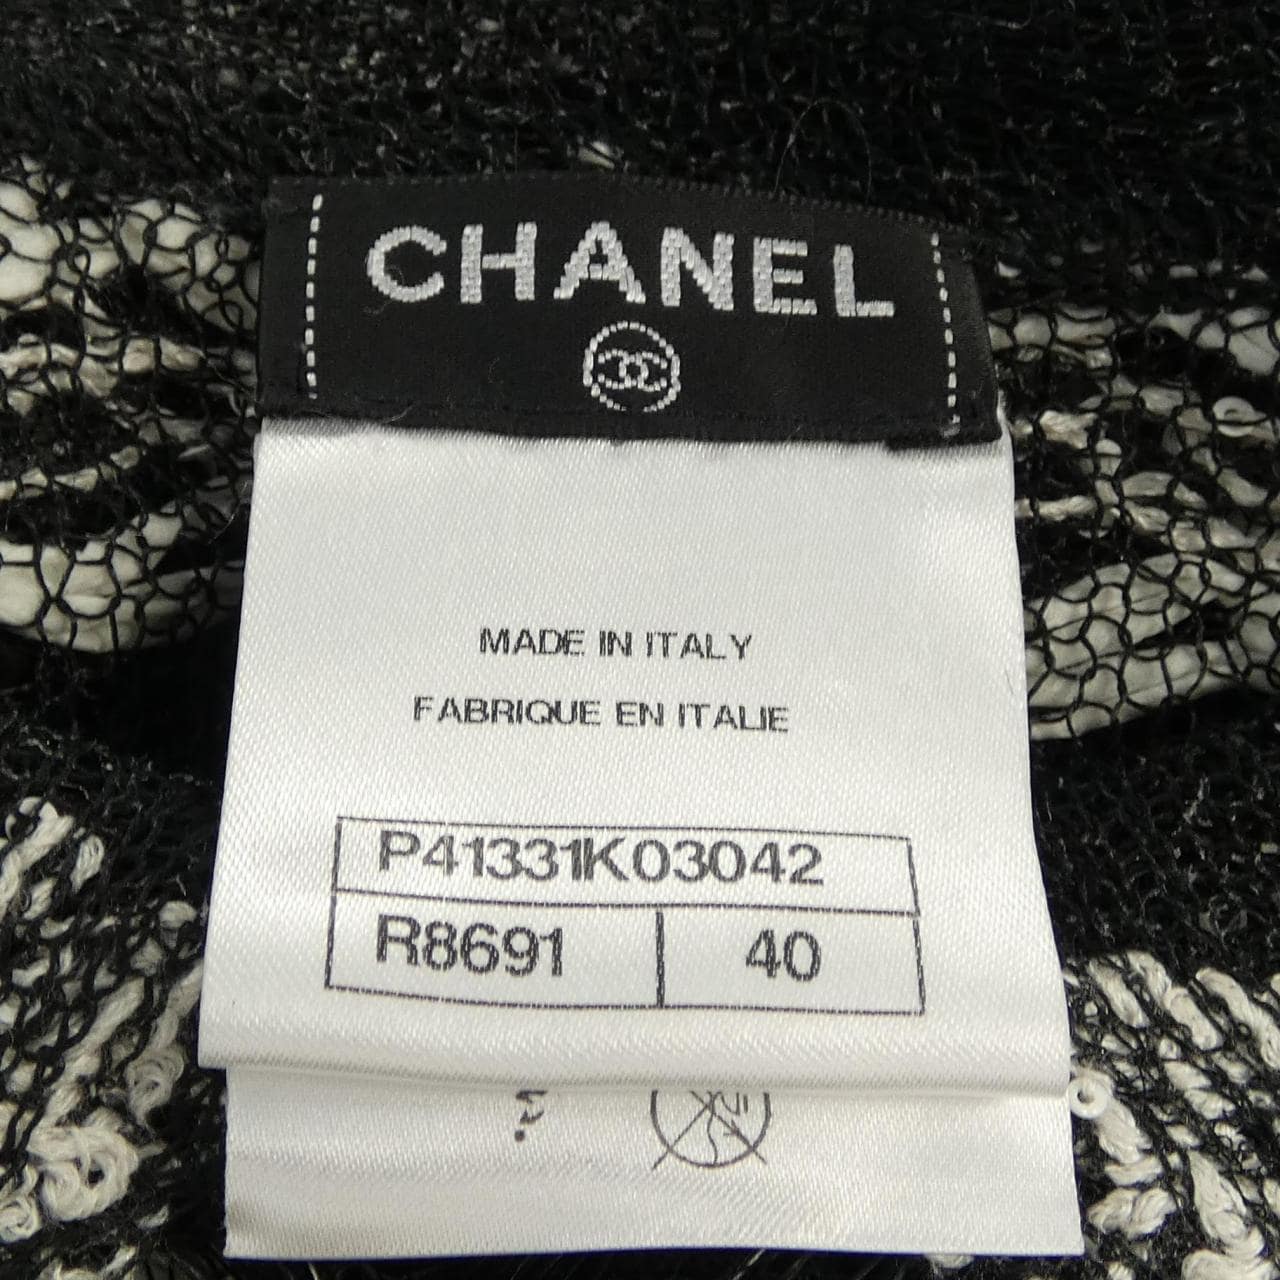 CHANEL
MADE IN ITALY
FABRIQUE EN ITALIE
P41331K03042
R8691 40